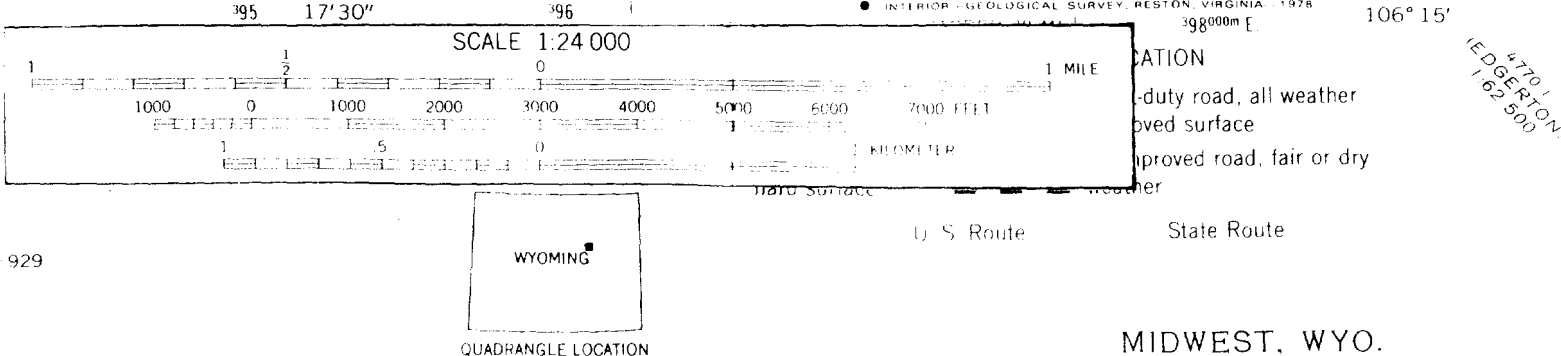 395 17'30" 396 ● INTERIOR—GEOLOGICAL SURVEY, RESTON, VIRGINIA—1978 106° 15'
398000m E.
SCALE 1:24 000
1 1/2 0 1 MILE
1000 0 1000 2000 3000 4000 5000 6000 7000 FEET
1 .5 0 KILOMETER
CATION
-duty road, all weather
oved surface
nproved road, fair or dry
weather
4770 I
(EDGERTON)
1:62 500
U. S. Route State Route
929
WYOMING
QUADRANGLE LOCATION
MIDWEST, WYO.